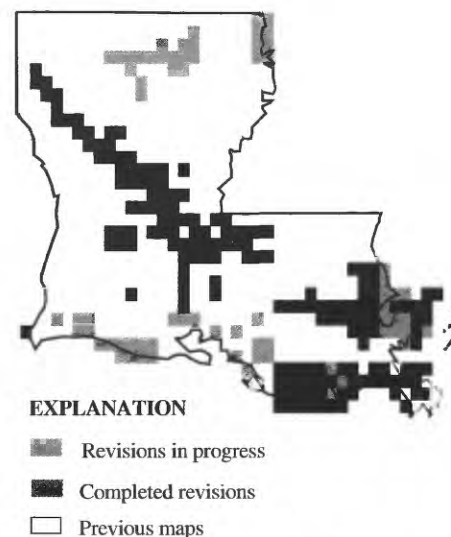 EXPLANATION
Revisions in progress
Completed revisions
Previous maps